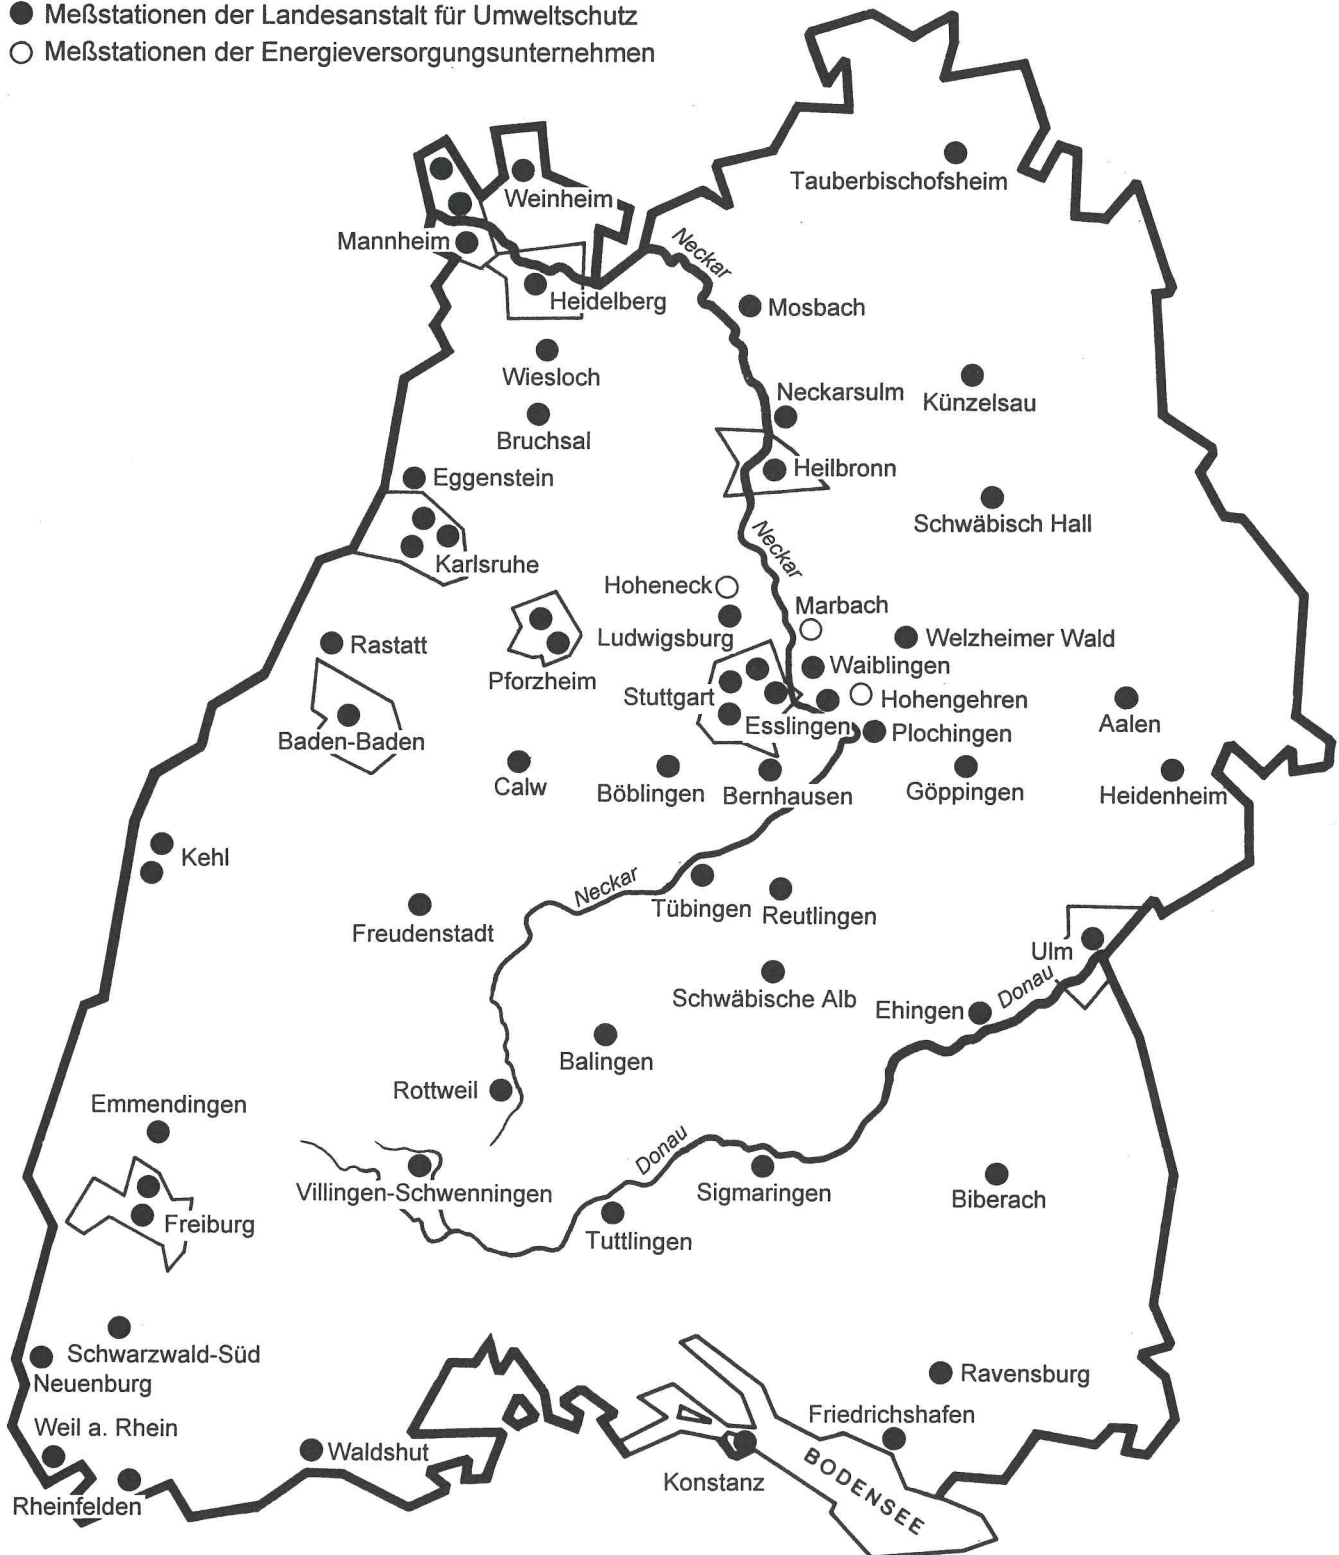 Meßstationen der Landesanstalt für Umweltschutz
Meßstationen der Energieversorgungsunternehmen
Tauberbischofsheim
Weinheim
Mannheim
Neckar
Heidelberg
Mosbach
Wiesloch
Neckarsulm
Künzelsau
Bruchsal
Heilbronn
Eggenstein
Schwäbisch Hall
Neckar
Karlsruhe
Hoheneck
Marbach
Ludwigsburg
Welzheimer Wald
Rastatt
Waiblingen
Pforzheim
Stuttgart
Hohengehren
Esslingen
Aalen
Plochingen
Baden-Baden
Calw
Böblingen
Bernhausen
Göppingen
Heidenheim
Kehl
Neckar
Tübingen
Reutlingen
Freudenstadt
Ulm
Donau
Schwäbische Alb
Ehingen
Balingen
Rottweil
Emmendingen
Donau
Villingen-Schwenningen
Sigmaringen
Biberach
Freiburg
Tuttlingen
Schwarzwald-Süd
Neuenburg
Ravensburg
Weil a. Rhein
Friedrichshafen
Waldshut
Konstanz
BODENSEE
Rheinfelden